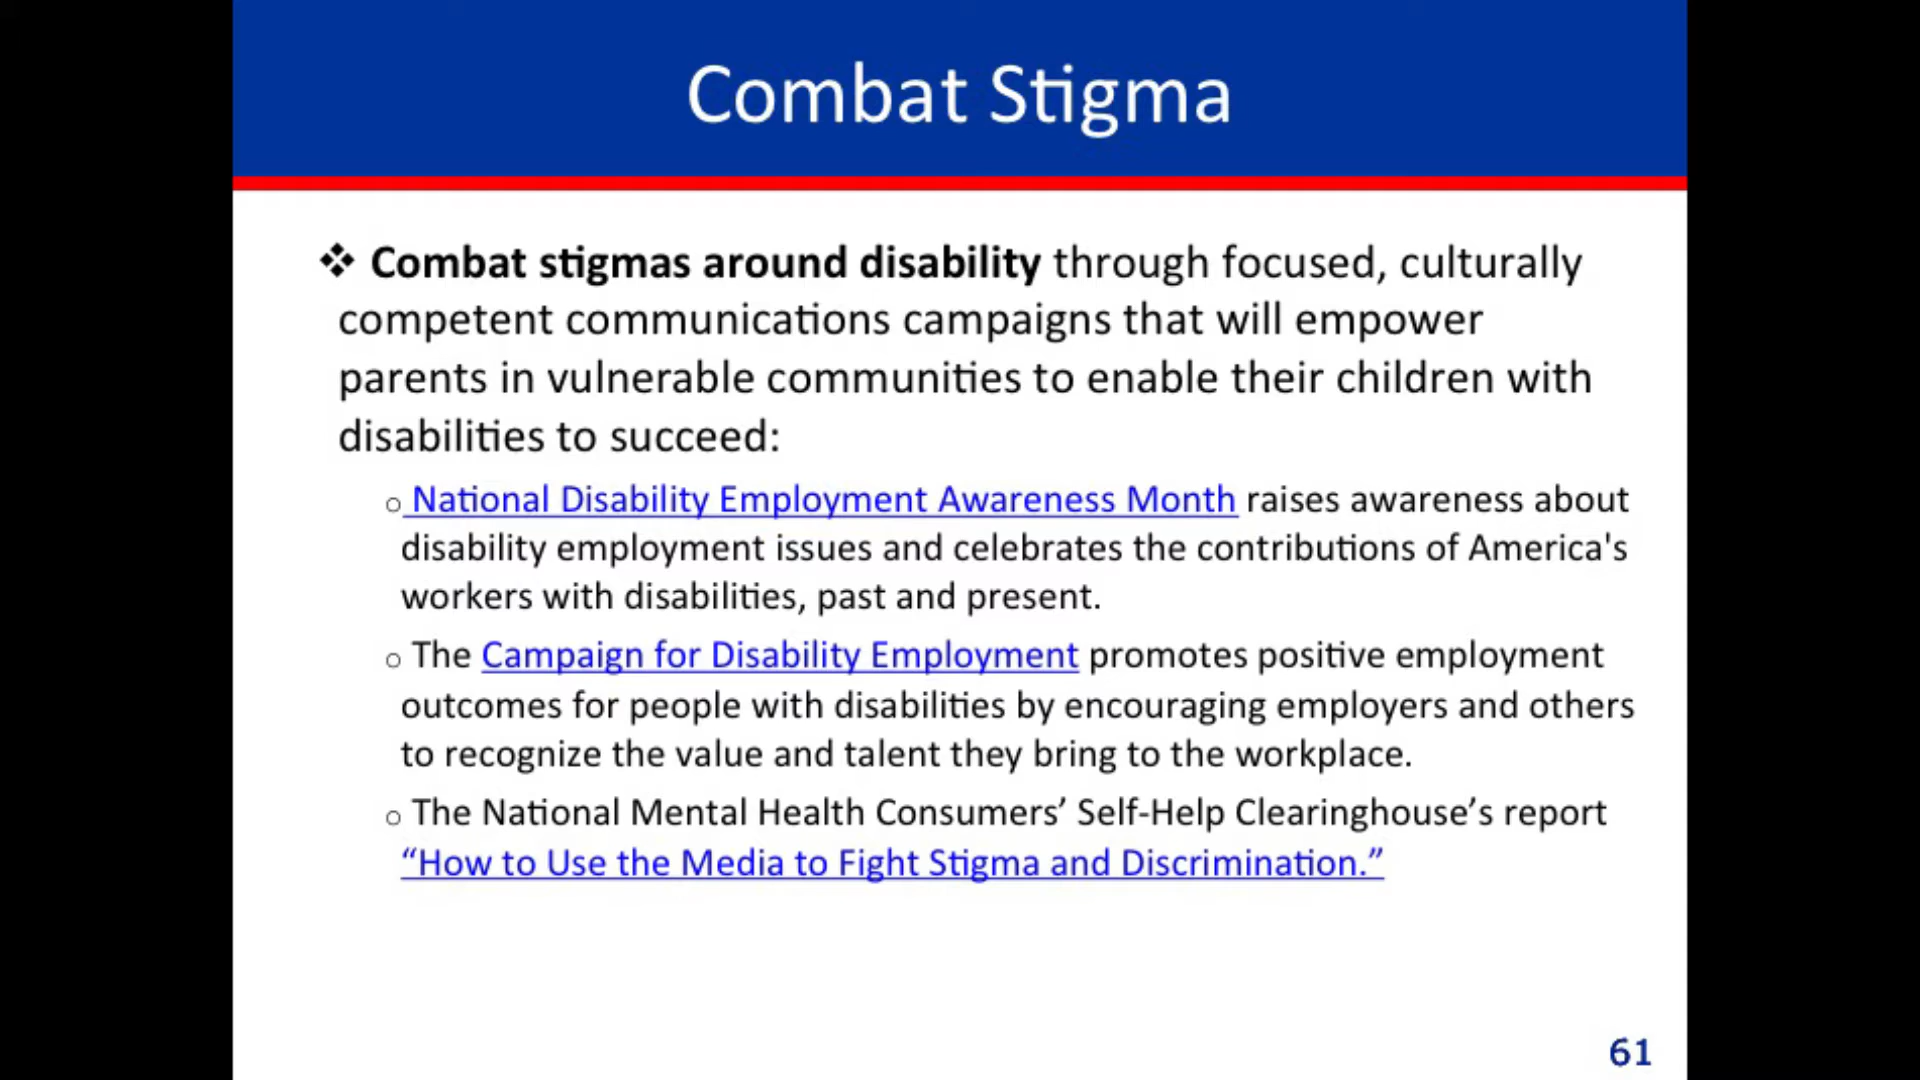 Combat Stigma
❖ Combat stigmas around disability through focused, culturally
competent communications campaigns that will empower
parents in vulnerable communities to enable their children with
disabilities to succeed:
o National Disability Employment Awareness Month raises awareness about
disability employment issues and celebrates the contributions of America's
workers with disabilities, past and present.
o The Campaign for Disability Employment promotes positive employment
outcomes for people with disabilities by encouraging employers and others
to recognize the value and talent they bring to the workplace.
o The National Mental Health Consumers’ Self-Help Clearinghouse’s report
“How to Use the Media to Fight Stigma and Discrimination.”
61